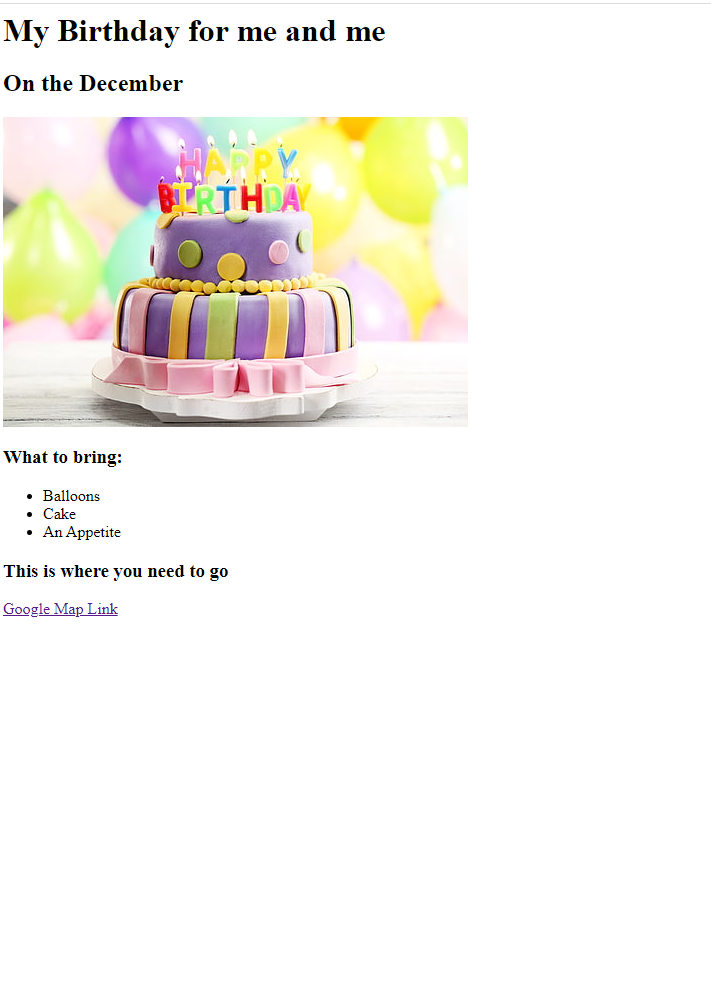 My Birthday for me and me
On the December
HAPPY
BIRTHDAY
What to bring:
Balloons
Cake
An Appetite
This is where you need to go
Google Map Link